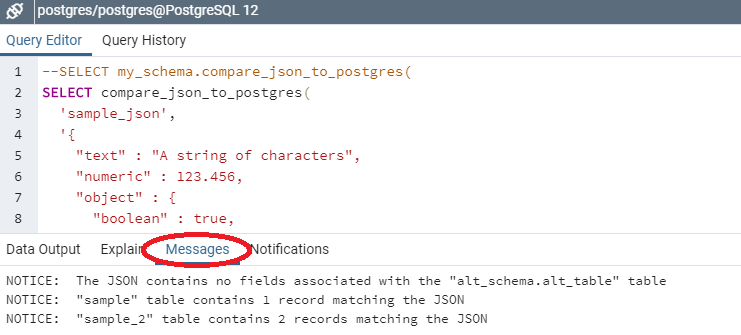 postgres/postgres@PostgreSQL 12
Query Editor Query History
1 --SELECT my_schema.compare_json_to_postgres(
2 SELECT compare_json_to_postgres(
3 'sample_json',
4 '{
5 "text" : "A string of characters",
6 "numeric" : 123.456,
7 "object" : {
8 "boolean" : true,
Data Output Explain Messages Notifications
NOTICE: The JSON contains no fields associated with the "alt_schema.alt_table" table
NOTICE: "sample" table contains 1 record matching the JSON
NOTICE: "sample_2" table contains 2 records matching the JSON